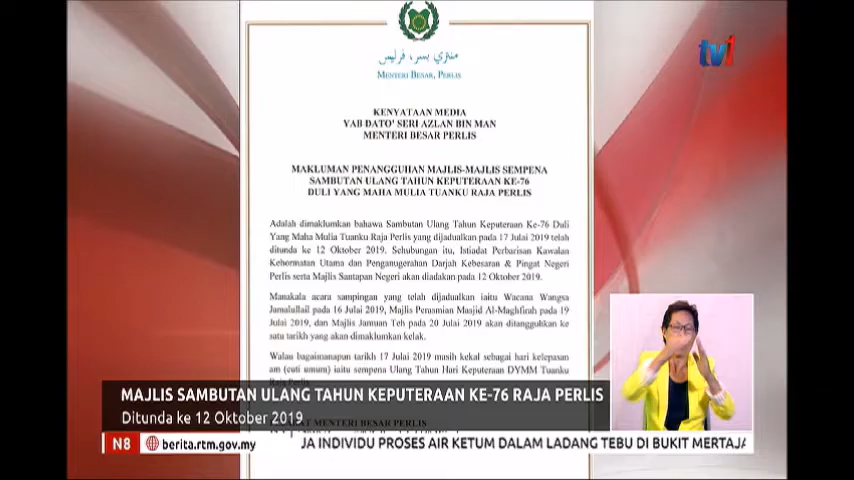 tv1
منتري بسر، فرليس
MENTERI BESAR, PERLIS
KENYATAAN MEDIA
YAB DATO' SERI AZLAN BIN MAN
MENTERI BESAR PERLIS
MAKLUMAN PENANGGUHAN MAJLIS-MAJLIS SEMPENA
SAMBUTAN ULANG TAHUN KEPUTERAAN KE-76
DULI YANG MAHA MULIA TUANKU RAJA PERLIS
Adalah dimaklumkan bahawa Sambutan Ulang Tahun Keputeraan Ke-76 Duli
Yang Maha Mulia Tuanku Raja Perlis yang dijadualkan pada 17 Julai 2019 telah
ditunda ke 12 Oktober 2019. Sehubungan itu, Istiadat Perbarisan Kawalan
Kehormatan Utama dan Penganugerahan Darjah Kebesaran & Pingat Negeri
Perlis serta Majlis Santapan Negeri akan diadakan pada 12 Oktober 2019.
Manakala acara sampingan yang telah dijadualkan iaitu Wacana Wangsa
Jamalullail pada 16 Julai 2019, Majlis Perasmian Masjid Al-Maghfirah pada 19
Julai 2019, dan Majlis Jamuan Teh pada 20 Julai 2019 akan ditangguhkan ke
satu tarikh yang akan dimaklumkan kelak.
Walau bagaimanapun tarikh 17 Julai 2019 masih kekal sebagai hari kelepasan
am (cuti umum) iaitu sempena Ulang Tahun Hari Keputeraan DYMM Tuanku
Raja Perlis.
MENTERI BESAR PERLIS
MAJLIS SAMBUTAN ULANG TAHUN KEPUTERAAN KE-76 RAJA PERLIS
Ditunda ke 12 Oktober 2019
N8 berita.rtm.gov.my JA INDIVIDU PROSES AIR KETUM DALAM LADANG TEBU DI BUKIT MERTAJA